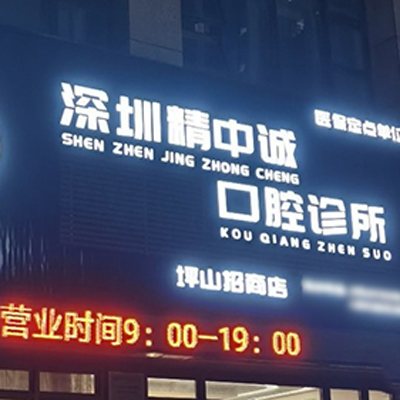 深圳精中诚
SHEN ZHEN JING ZHONG CHENG
医保定点单位
口腔诊所
KOU QIANG ZHEN SUO
坪山招商店
营业时间9：00—19：00